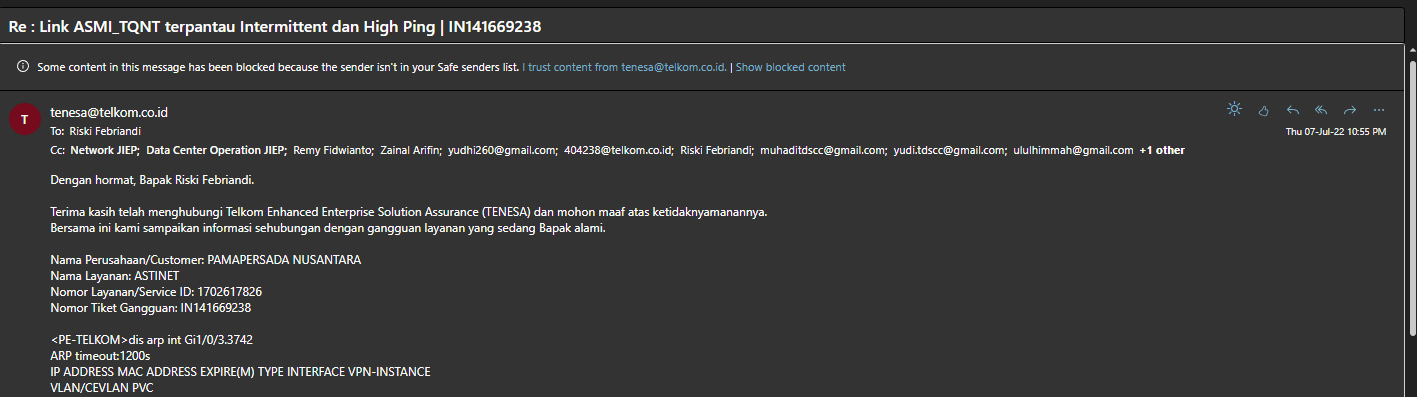 Re : Link ASMI_TQNT terpantau Intermittent dan High Ping | IN141669238
Some content in this message has been blocked because the sender isn't in your Safe senders list. I trust content from tenesa@telkom.co.id. | Show blocked content
T
tenesa@telkom.co.id
To: Riski Febriandi
Thu 07-Jul-22 10:55 PM
Cc: Network JIEP; Data Center Operation JIEP; Remy Fidwianto; Zainal Arifin; yudhi260@gmail.com; 404238@telkom.co.id; Riski Febriandi; muhaditdscc@gmail.com; yudi.tdscc@gmail.com; ululhimmah@gmail.com +1 other
Dengan hormat, Bapak Riski Febriandi.
Terima kasih telah menghubungi Telkom Enhanced Enterprise Solution Assurance (TENESA) dan mohon maaf atas ketidaknyamanannya.
Bersama ini kami sampaikan informasi sehubungan dengan gangguan layanan yang sedang Bapak alami.
Nama Perusahaan/Customer: PAMAPERSADA NUSANTARA
Nama Layanan: ASTINET
Nomor Layanan/Service ID: 1702617826
Nomor Tiket Gangguan: IN141669238
<PE-TELKOM>dis arp int Gi1/0/3.3742
ARP timeout:1200s
IP ADDRESS MAC ADDRESS EXPIRE(M) TYPE INTERFACE VPN-INSTANCE
VLAN/CEVLAN PVC